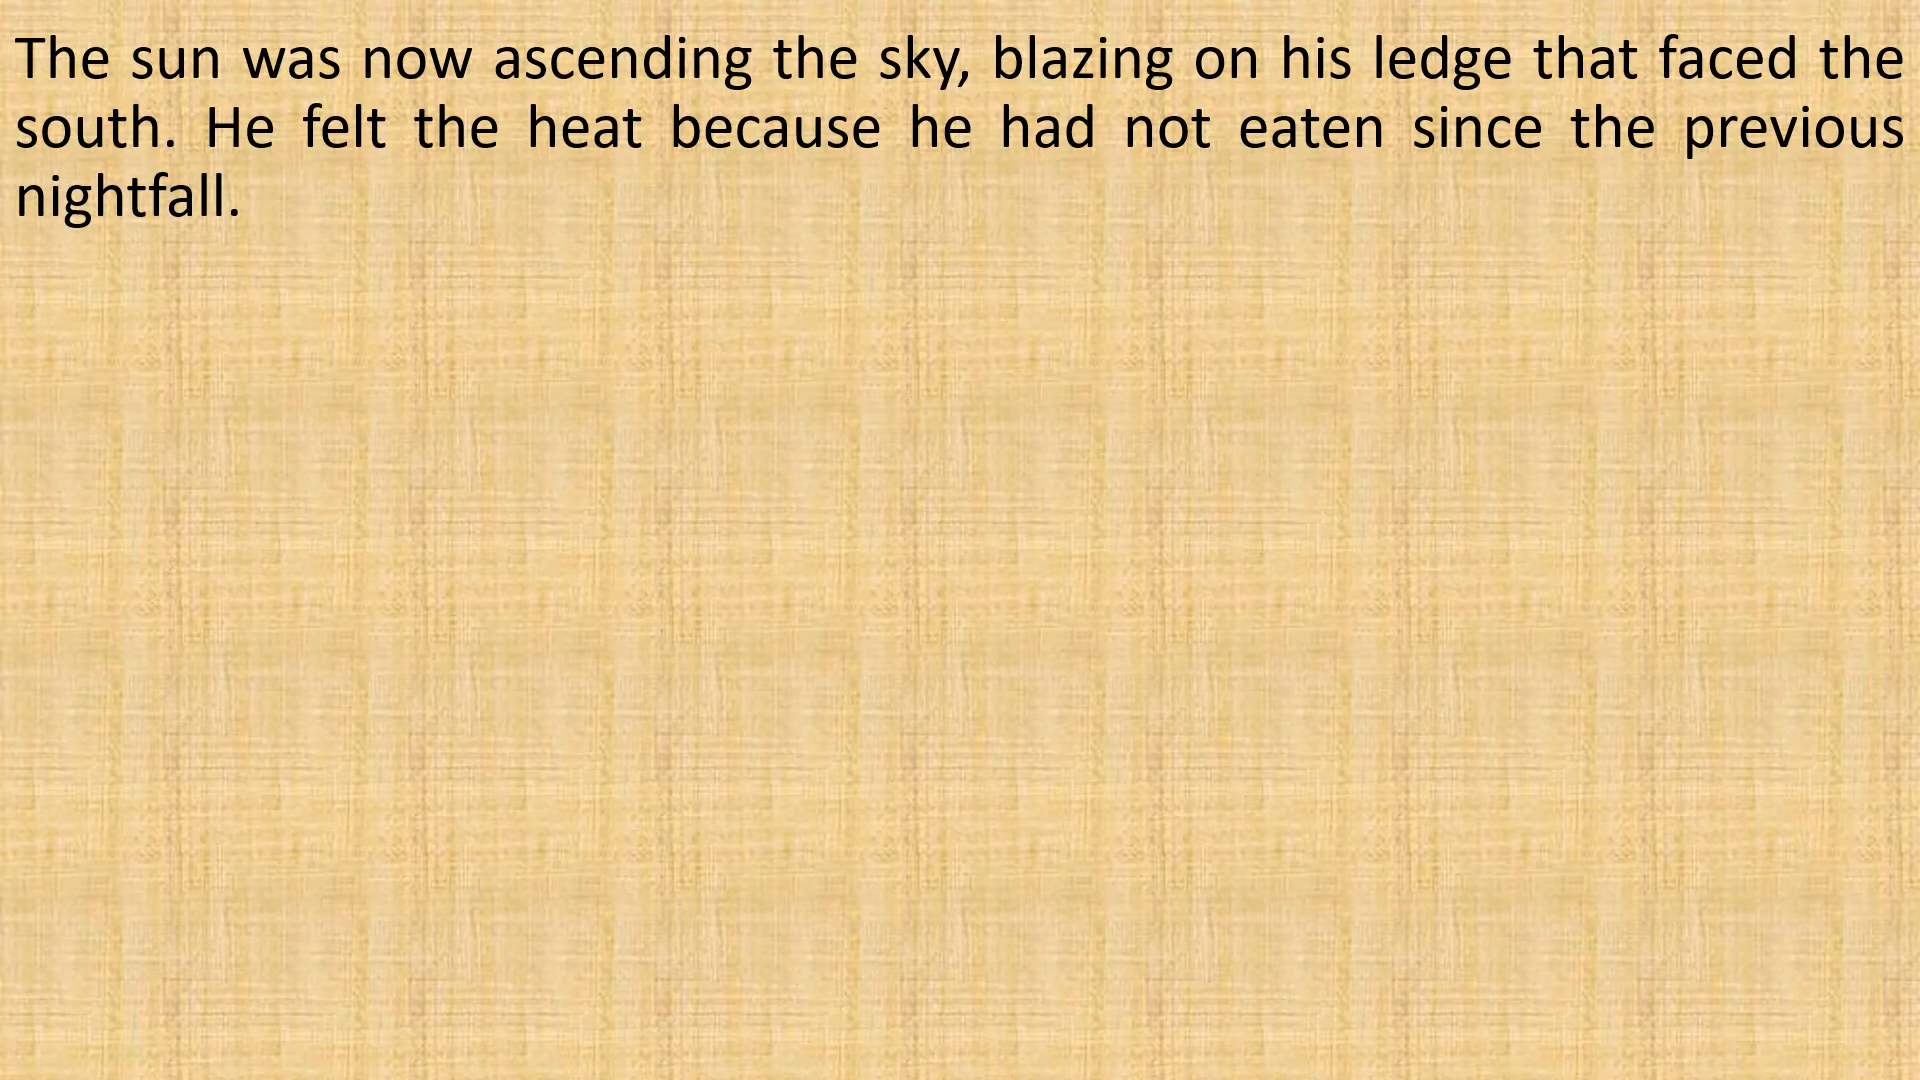 The sun was now ascending the sky, blazing on his ledge that faced the
south. He felt the heat because he had not eaten since the previous
nightfall.